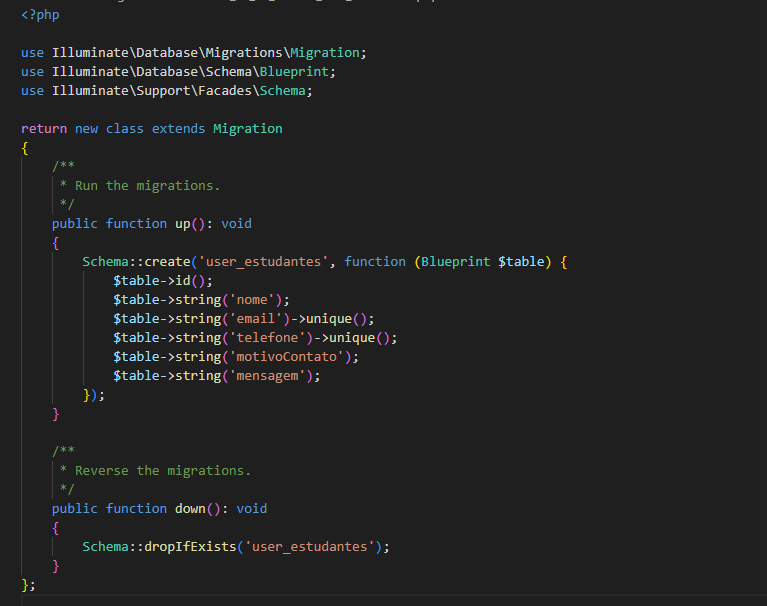 <?php
use Illuminate\Database\Migrations\Migration;
use Illuminate\Database\Schema\Blueprint;
use Illuminate\Support\Facades\Schema;
return new class extends Migration
{
/**
* Run the migrations.
*/
public function up(): void
{
Schema::create('user_estudantes', function (Blueprint $table) {
$table->id();
$table->string('nome');
$table->string('email')->unique();
$table->string('telefone')->unique();
$table->string('motivoContato');
$table->string('mensagem');
});
}
/**
* Reverse the migrations.
*/
public function down(): void
{
Schema::dropIfExists('user_estudantes');
}
};